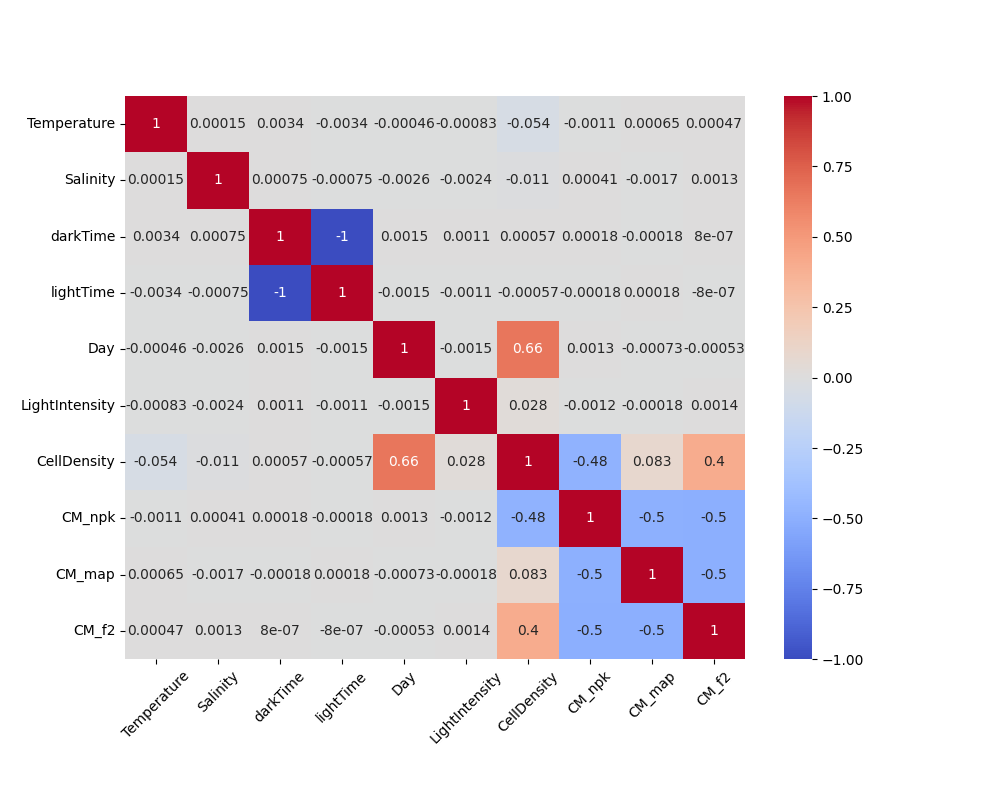 Temperature 1 0.00015 0.0034 -0.0034 -0.00046 -0.00083 -0.054 -0.0011 0.00065 0.00047
Salinity 0.00015 1 0.00075 -0.00075 -0.0026 -0.0024 -0.011 0.00041 -0.0017 0.0013
darkTime 0.0034 0.00075 1 -1 0.0015 0.0011 0.00057 0.00018 -0.00018 8e-07
lightTime -0.0034 -0.00075 -1 1 -0.0015 -0.0011 -0.00057 -0.00018 0.00018 -8e-07
Day -0.00046 -0.0026 0.0015 -0.0015 1 -0.0015 0.66 0.0013 -0.00073 -0.00053
LightIntensity -0.00083 -0.0024 0.0011 -0.0011 -0.0015 1 0.028 -0.0012 -0.00018 0.0014
CellDensity -0.054 -0.011 0.00057 -0.00057 0.66 0.028 1 -0.48 0.083 0.4
CM_npk -0.0011 0.00041 0.00018 -0.00018 0.0013 -0.0012 -0.48 1 -0.5 -0.5
CM_map 0.00065 -0.0017 -0.00018 0.00018 -0.00073 -0.00018 0.083 -0.5 1 -0.5
CM_f2 0.00047 0.0013 8e-07 -8e-07 -0.00053 0.0014 0.4 -0.5 -0.5 1
Temperature Salinity darkTime lightTime Day LightIntensity CellDensity CM_npk CM_map CM_f2
1.00
0.75
0.50
0.25
0.00
−0.25
−0.50
−0.75
−1.00